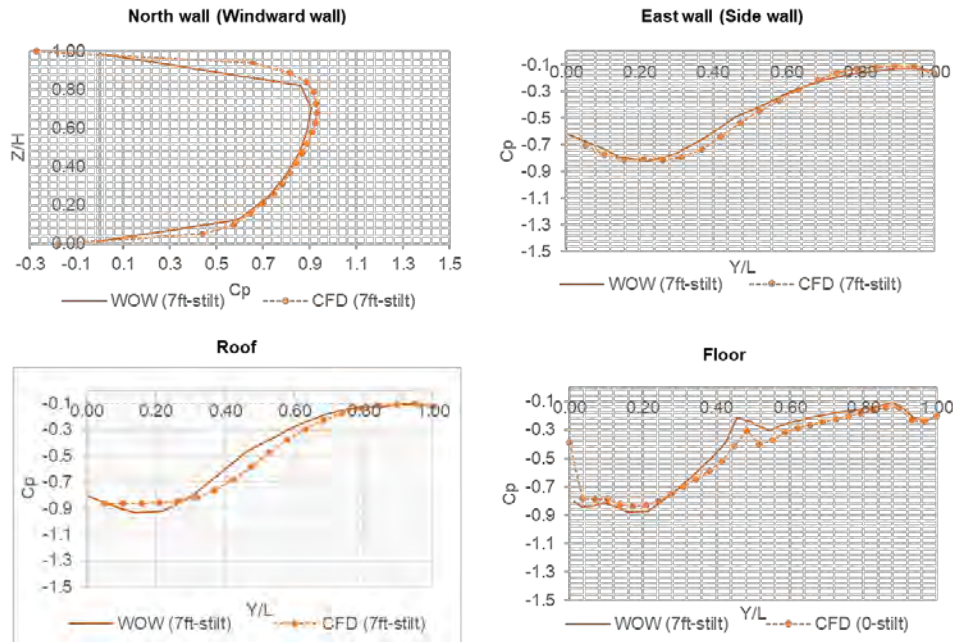 North wall (Windward wall)
1.00
0.80
0.60
0.40
0.20
0.00
Z/H
-0.3 -0.1 0.1 0.3 0.5 0.7 0.9 1.1 1.3 1.5
Cp
WOW (7ft-stilt) CFD (7ft-stilt)
East wall (Side wall)
-0.1
-0.3
-0.5
-0.7
-0.9
-1.1
-1.3
-1.5
0.00 0.20 0.40 0.60 0.80 1.00
Cp
Y/L
WOW (7ft-stilt) CFD (7ft-stilt)
Roof
-0.1
-0.3
-0.5
-0.7
-0.9
-1.1
-1.3
-1.5
0.00 0.20 0.40 0.60 0.80 1.00
Cp
Y/L
WOW (7ft-stilt) CFD (7ft-stilt)
Floor
-0.1
-0.3
-0.5
-0.7
-0.9
-1.1
-1.3
-1.5
0.00 0.20 0.40 0.60 0.80 1.00
Cp
Y/L
WOW (7ft-stilt) CFD (0-stilt)